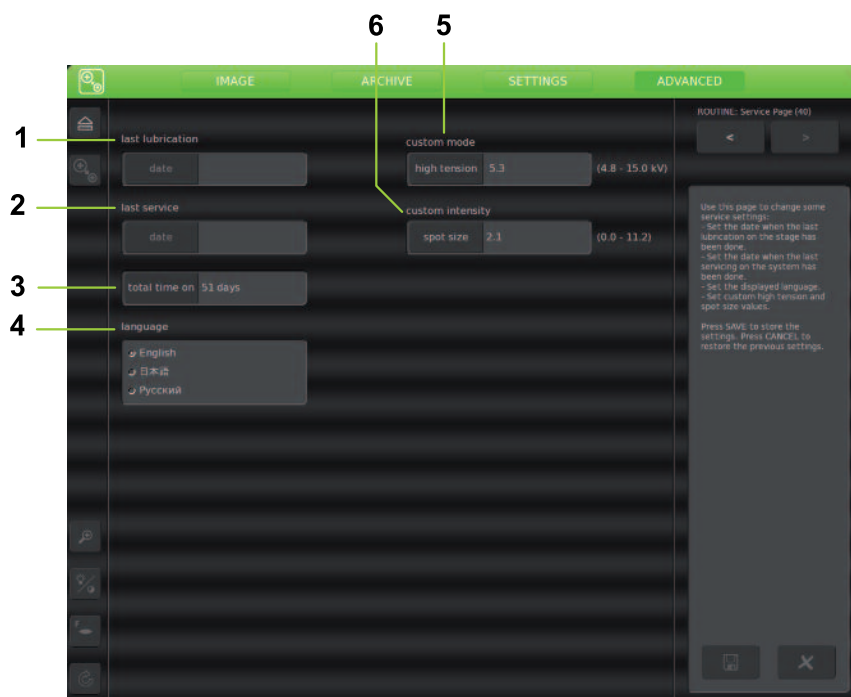 6 5
IMAGE ARCHIVE SETTINGS ADVANCED
ROUTINE: Service Page (40)
< >
1 last lubrication
date
custom mode
high tension 5.3 (4.8 - 15.0 kV)
2 last service
date
custom intensity
spot size 2.1 (0.0 - 11.2)
3 total time on 51 days
4 language
English
日本語
Русский
Use this page to change some
service settings:
- Set the date when the last
lubrication on the stage has
been done.
- Set the date when the last
servicing on the system has
been done.
- Set the displayed language.
- Set custom high tension and
spot size values.
Press SAVE to store the
settings. Press CANCEL to
restore the previous settings.